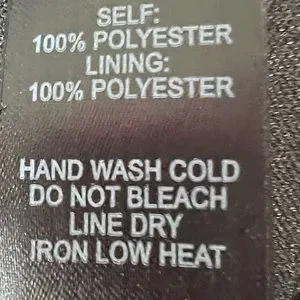 SELF:
100% POLYESTER
LINING:
100% POLYESTER
HAND WASH COLD
DO NOT BLEACH
LINE DRY
IRON LOW HEAT